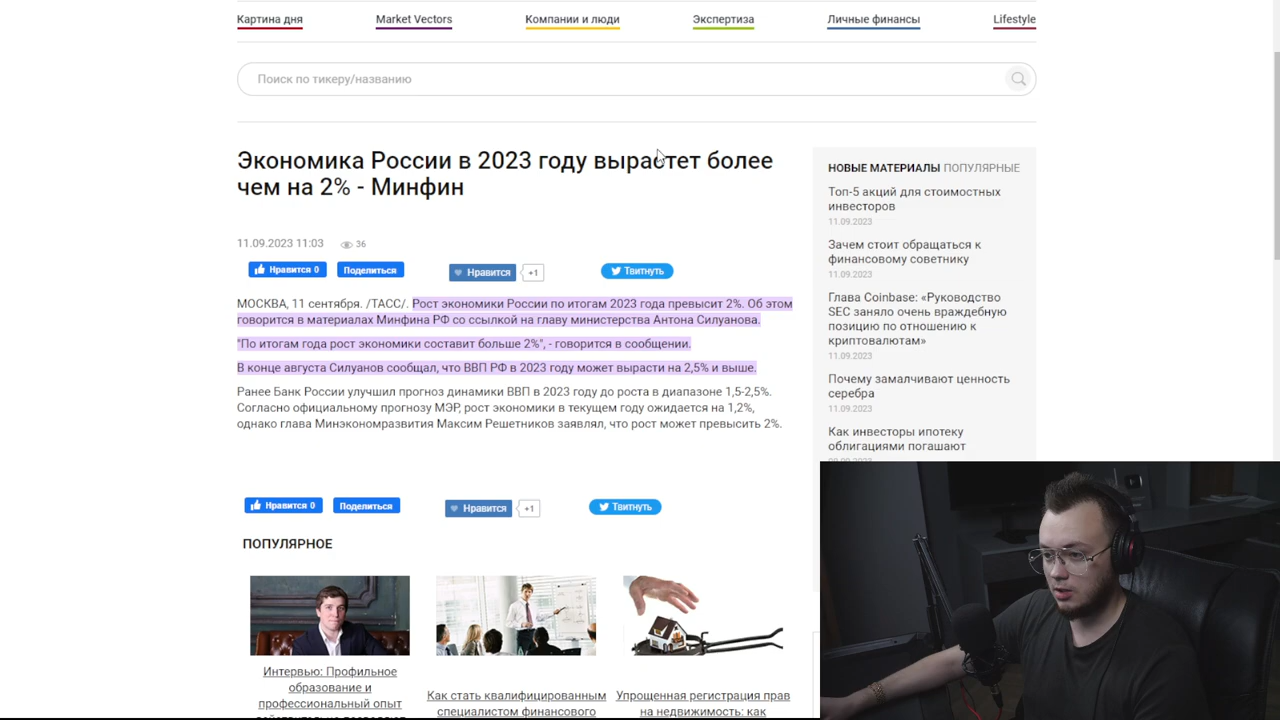 Картина дня
Market Vectors
Компании и люди
Экспертиза
Личные финансы
Lifestyle
Поиск по тикеру/названию
Экономика России в 2023 году вырастет более
чем на 2% - Минфин
11.09.2023 11:03
36
Нравится 0
Поделиться
Нравится
+1
Твитнуть
МОСКВА, 11 сентября. /ТАСС/. Рост экономики России по итогам 2023 года превысит 2%. Об этом
говорится в материалах Минфина РФ со ссылкой на главу министерства Антона Силуанова.
"По итогам года рост экономики составит больше 2%", - говорится в сообщении.
В конце августа Силуанов сообщал, что ВВП РФ в 2023 году может вырасти на 2,5% и выше.
Ранее Банк России улучшил прогноз динамики ВВП в 2023 году до роста в диапазоне 1,5-2,5%.
Согласно официальному прогнозу МЭР, рост экономики в текущем году ожидается на 1,2%,
однако глава Минэкономразвития Максим Решетников заявлял, что рост может превысить 2%.
Нравится 0
Поделиться
Нравится
+1
Твитнуть
ПОПУЛЯРНОЕ
Интервью: Профильное
образование и
профессиональный опыт
Как стать квалифицированным
специалистом финансового
Упрощенная регистрация прав
на недвижимость: как
НОВЫЕ МАТЕРИАЛЫ ПОПУЛЯРНЫЕ
Топ-5 акций для стоимостных
инвесторов
11.09.2023
Зачем стоит обращаться к
финансовому советнику
11.09.2023
Глава Coinbase: «Руководство
SEC заняло очень враждебную
позицию по отношению к
криптовалютам»
11.09.2023
Почему замалчивают ценность
серебра
11.09.2023
Как инвесторы ипотеку
облигациями погашают